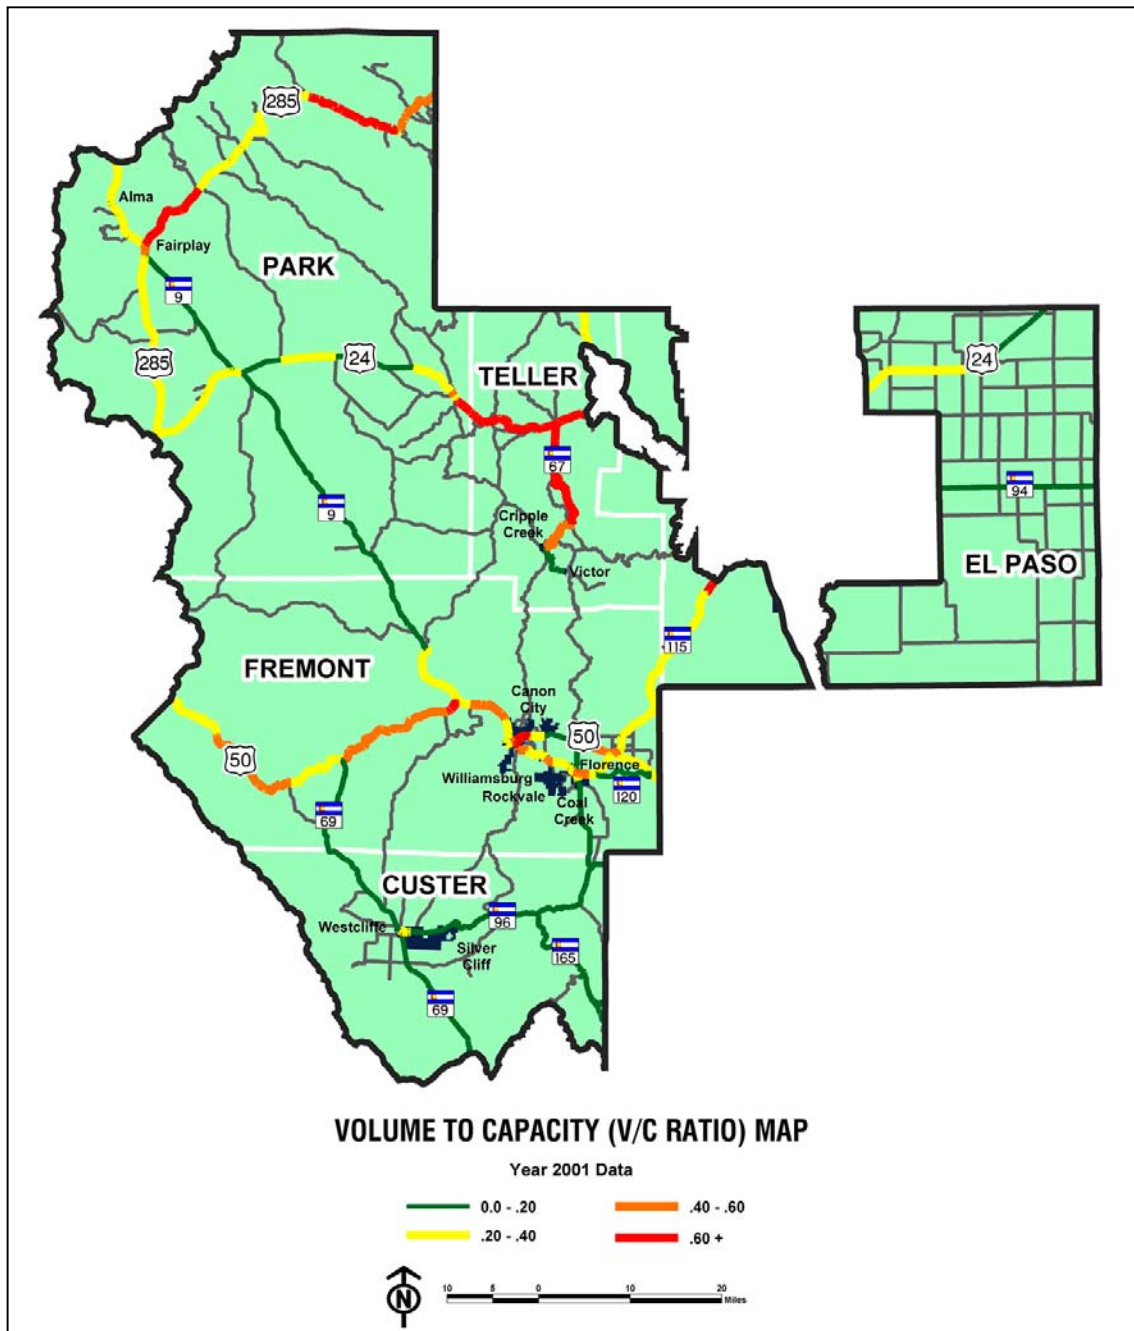 285
Alma
Fairplay
PARK
9
285
24
TELLER
24
67
94
9
Cripple
Creek
Victor
EL PASO
115
FREMONT
Canon
City
50
50
Florence
Williamsburg
Rockvale
120
Coal
Creek
69
CUSTER
96
Westcliffe
Silver
Cliff
165
69
VOLUME TO CAPACITY (V/C RATIO) MAP
Year 2001 Data
0.0 - .20
.40 - .60
.20 - .40
.60 +
N
10 5 0 10 20
Miles